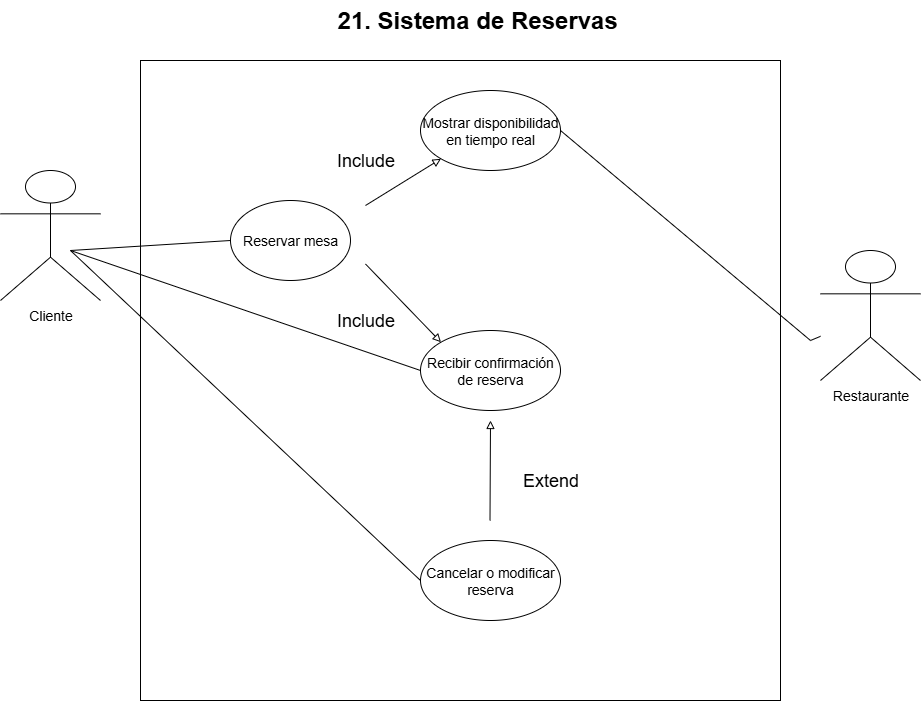 21. Sistema de Reservas
Mostrar disponibilidad
en tiempo real
Include
Reservar mesa
Cliente
Include
Recibir confirmación
de reserva
Restaurante
Extend
Cancelar o modificar
reserva